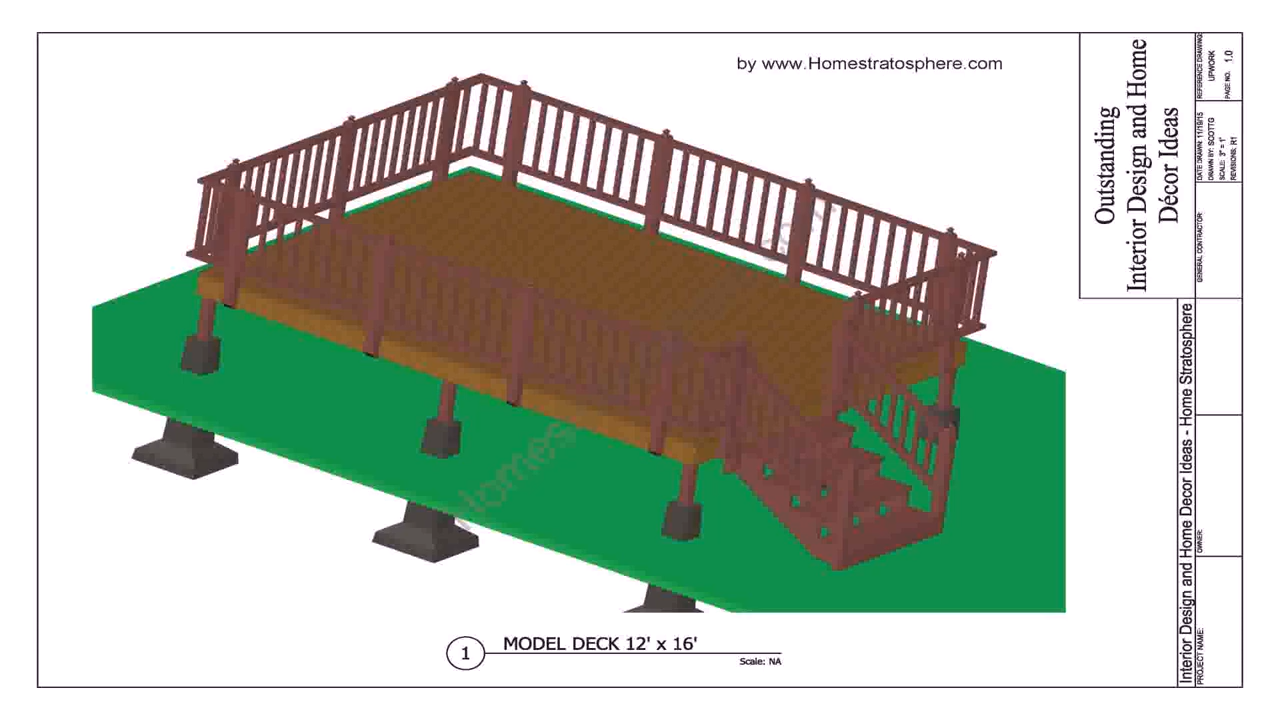 by www.Homestratosphere.com
Outstanding
Interior Design and Home
Décor Ideas
REFERENCE DRAWING:
UPWORK
PAGE NO. 1.0
DATE DRAWN: 11/19/15
DRAWN BY: SCOTTG
SCALE: 3" = 1'
REVISIONS: R1
GENERAL CONTRACTOR:
Interior Design and Home Decor Ideas - Home Stratosphere
OWNER:
PROJECT NAME:
Homes
1
MODEL DECK 12' x 16'
Scale: NA